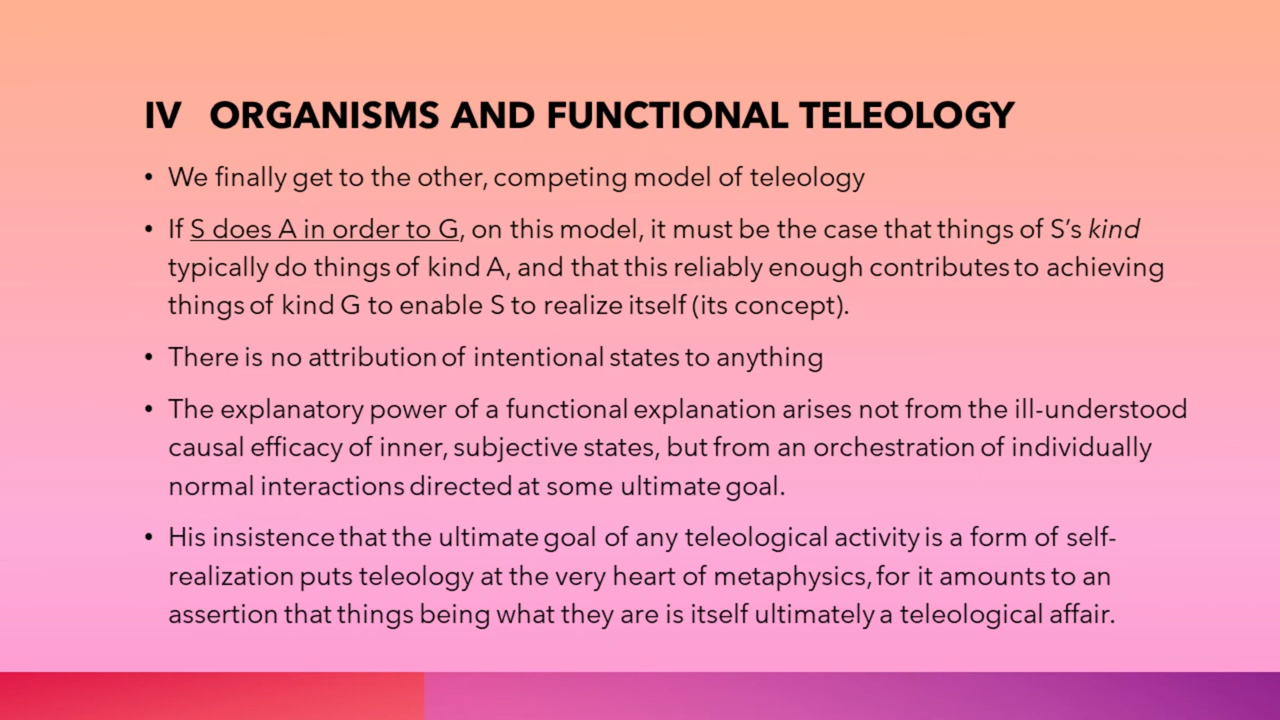 IV ORGANISMS AND FUNCTIONAL TELEOLOGY
• We finally get to the other, competing model of teleology
• If S does A in order to G, on this model, it must be the case that things of S’s kind
typically do things of kind A, and that this reliably enough contributes to achieving
things of kind G to enable S to realize itself (its concept).
• There is no attribution of intentional states to anything
• The explanatory power of a functional explanation arises not from the ill-understood
causal efficacy of inner, subjective states, but from an orchestration of individually
normal interactions directed at some ultimate goal.
• His insistence that the ultimate goal of any teleological activity is a form of self-
realization puts teleology at the very heart of metaphysics, for it amounts to an
assertion that things being what they are is itself ultimately a teleological affair.